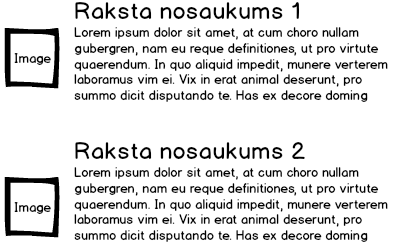 Raksta nosaukums 1
Lorem ipsum dolor sit amet, at cum choro nullam
gubergren, nam eu reque definitiones, ut pro virtute
quaerendum. In quo aliquid impedit, munere verterem
laboramus vim ei. Vix in erat animal deserunt, pro
summo dicit disputando te. Has ex decore doming
Image
Raksta nosaukums 2
Lorem ipsum dolor sit amet, at cum choro nullam
gubergren, nam eu reque definitiones, ut pro virtute
quaerendum. In quo aliquid impedit, munere verterem
laboramus vim ei. Vix in erat animal deserunt, pro
summo dicit disputando te. Has ex decore doming
Image